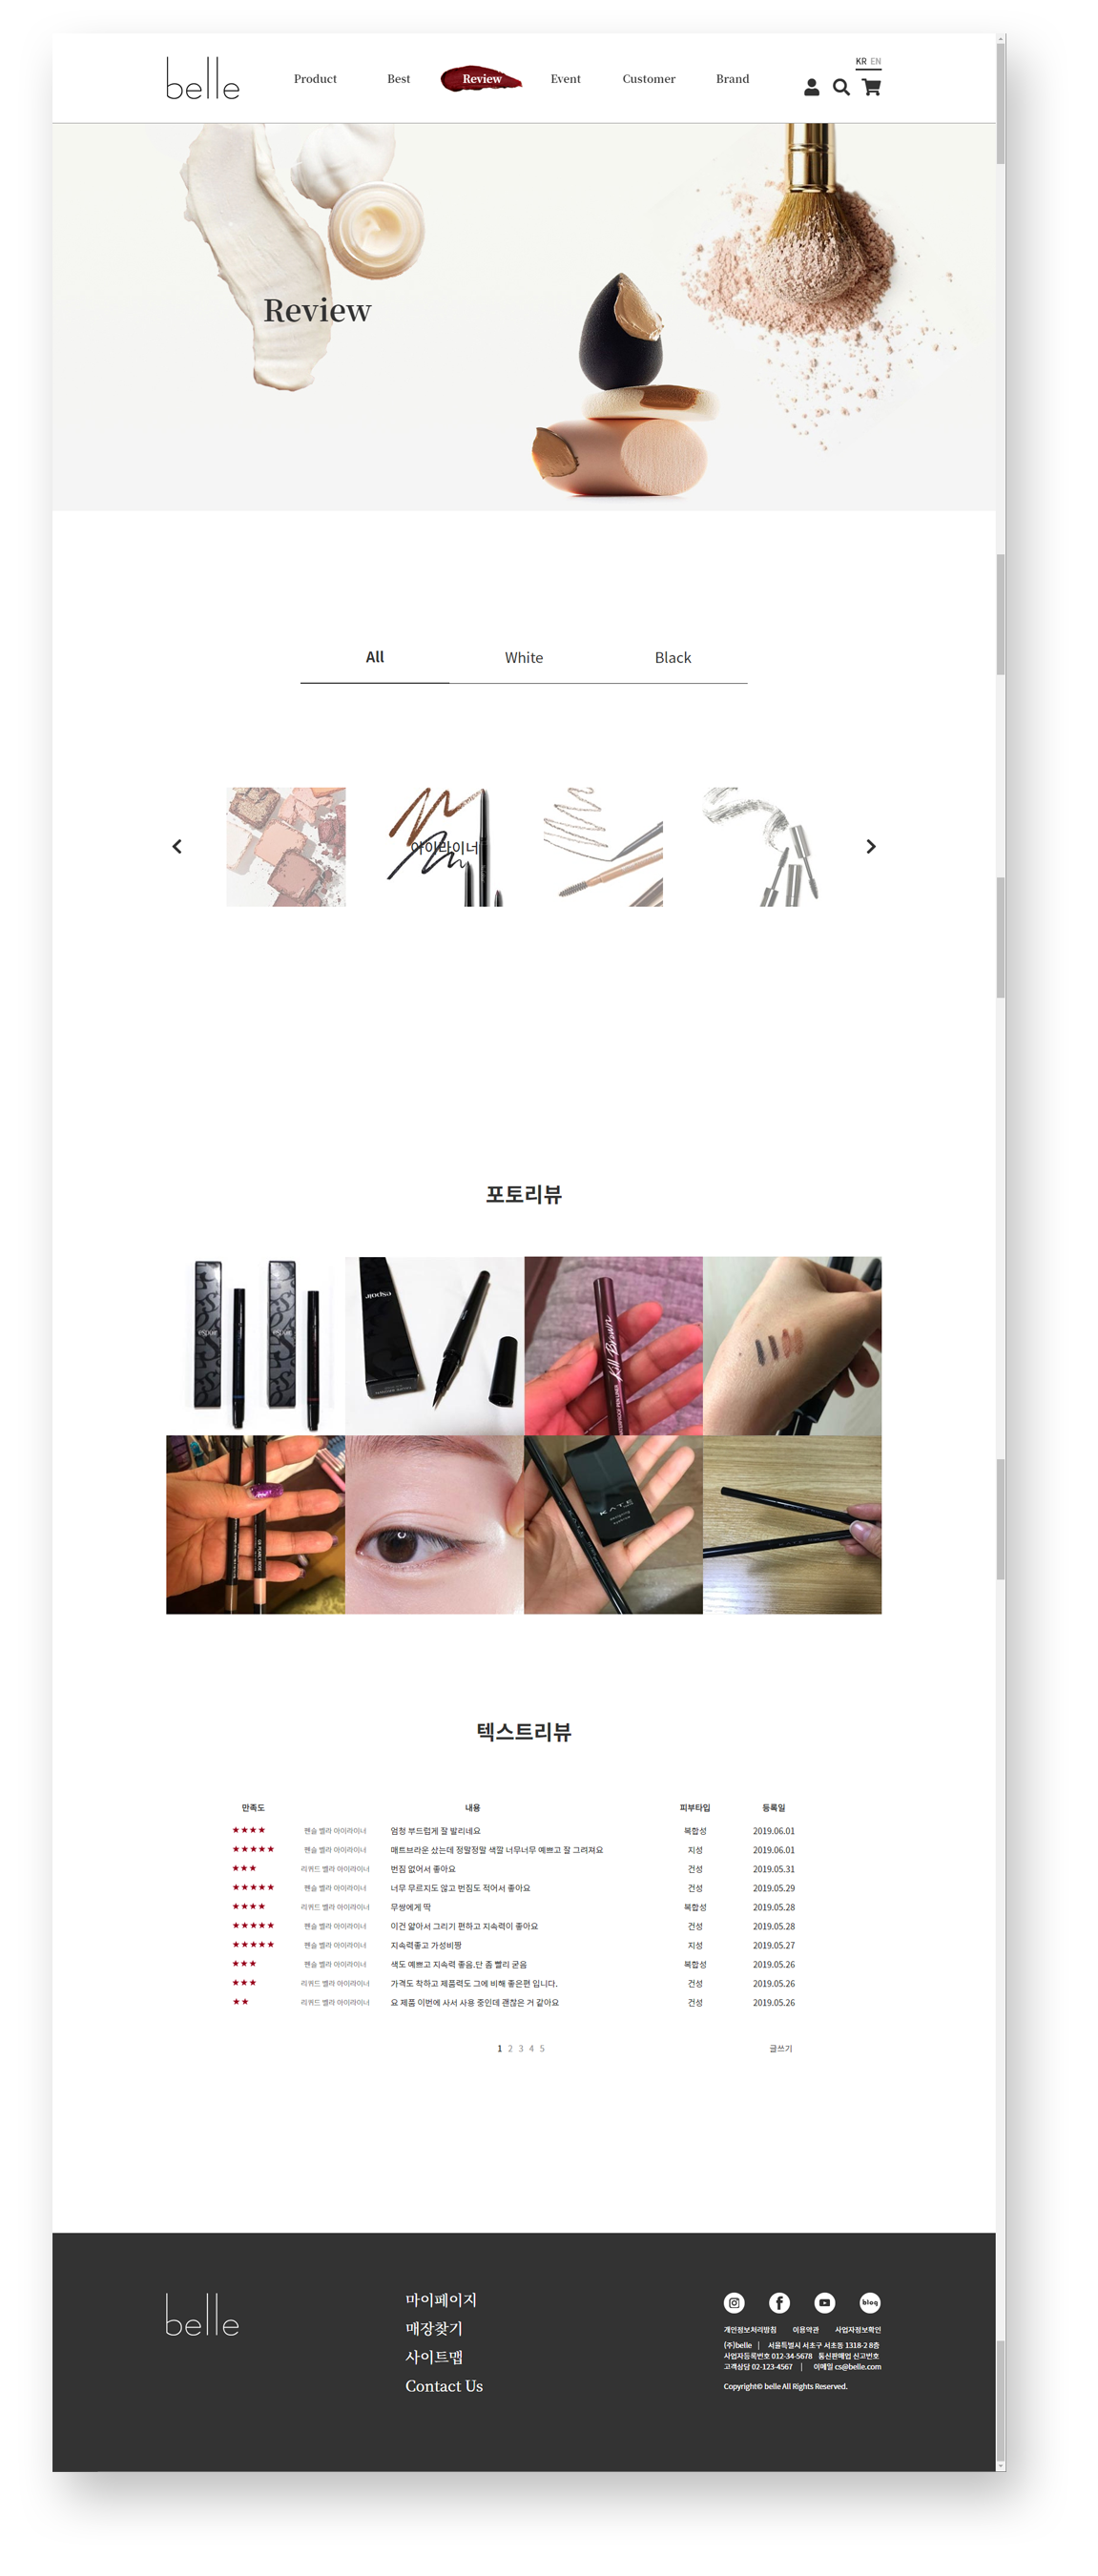 belle
Product Best Review Event Customer Brand
KR EN
Review
All White Black
아이라이너
포토리뷰
espoir espoir
espoir
Kill Brown
WATERPROOF PEN LINER
KATE
KATE
텍스트리뷰
만족도 내용 피부타입 등록일
★★★★ 펜슬 벨라 아이라이너 엄청 부드럽게 잘 발리네요 복합성 2019.06.01
★★★★★ 펜슬 벨라 아이라이너 매트브라운 샀는데 정말정말 색깔 너무너무 예쁘고 잘 그려져요 지성 2019.06.01
★★★ 리퀴드 벨라 아이라이너 번짐 없어서 좋아요 건성 2019.05.31
★★★★★ 펜슬 벨라 아이라이너 너무 무르지도 않고 번짐도 적어서 좋아요 건성 2019.05.29
★★★★ 리퀴드 벨라 아이라이너 무쌍에게 딱 복합성 2019.05.28
★★★★★ 펜슬 벨라 아이라이너 이건 얇아서 그리기 편하고 지속력이 좋아요 건성 2019.05.28
★★★★★ 펜슬 벨라 아이라이너 지속력좋고 가성비짱 지성 2019.05.27
★★★ 펜슬 벨라 아이라이너 색도 예쁘고 지속력 좋음.단 좀 빨리 굳음 복합성 2019.05.26
★★★ 리퀴드 벨라 아이라이너 가격도 착하고 제품력도 그에 비해 좋은편 입니다. 건성 2019.05.26
★★ 리퀴드 벨라 아이라이너 요 제품 이번에 사서 사용 중인데 괜찮은 거 같아요 건성 2019.05.26
1 2 3 4 5 글쓰기
belle
마이페이지
매장찾기
사이트맵
Contact Us
blog
개인정보처리방침 이용약관 사업자정보확인
(주)belle | 서울특별시 서초구 서초동 1318-2 8층
사업자등록번호 012-34-5678 통신판매업 신고번호
고객상담 02-123-4567 | 이메일 cs@belle.com
Copyright© belle All Rights Reserved.